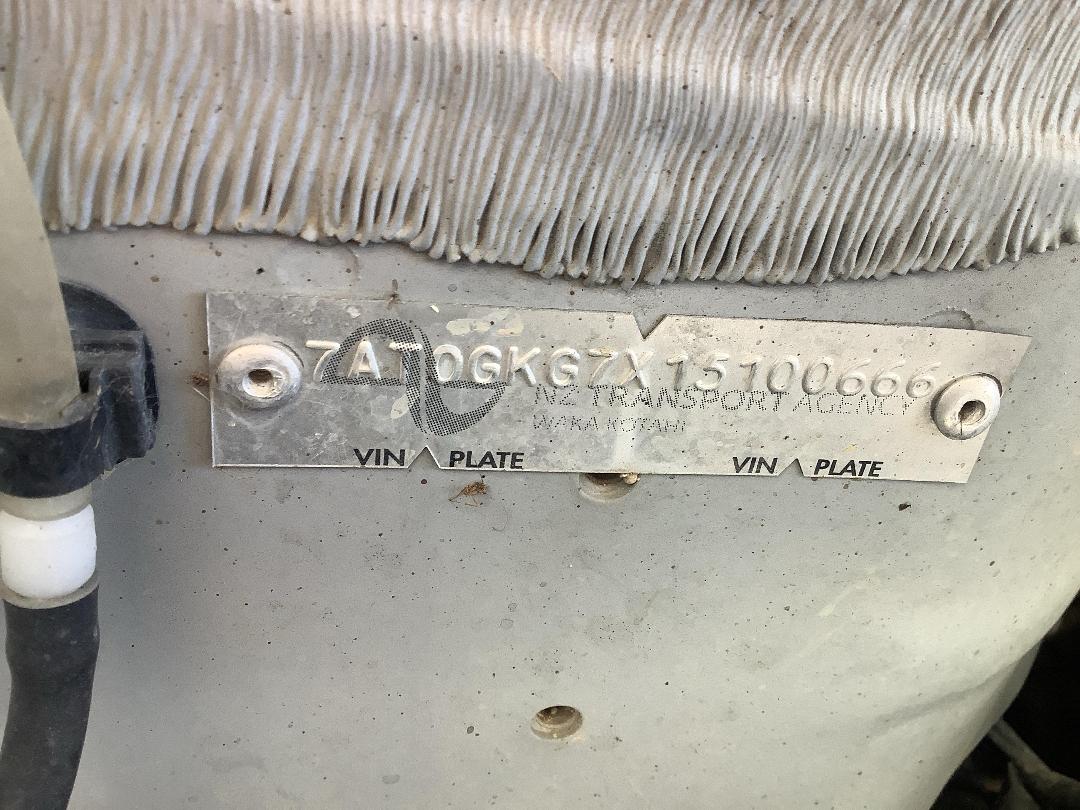 7AT0GKG7X15100666
NZ TRANSPORT AGENCY
WAKA KOTAHI
VIN PLATE VIN PLATE